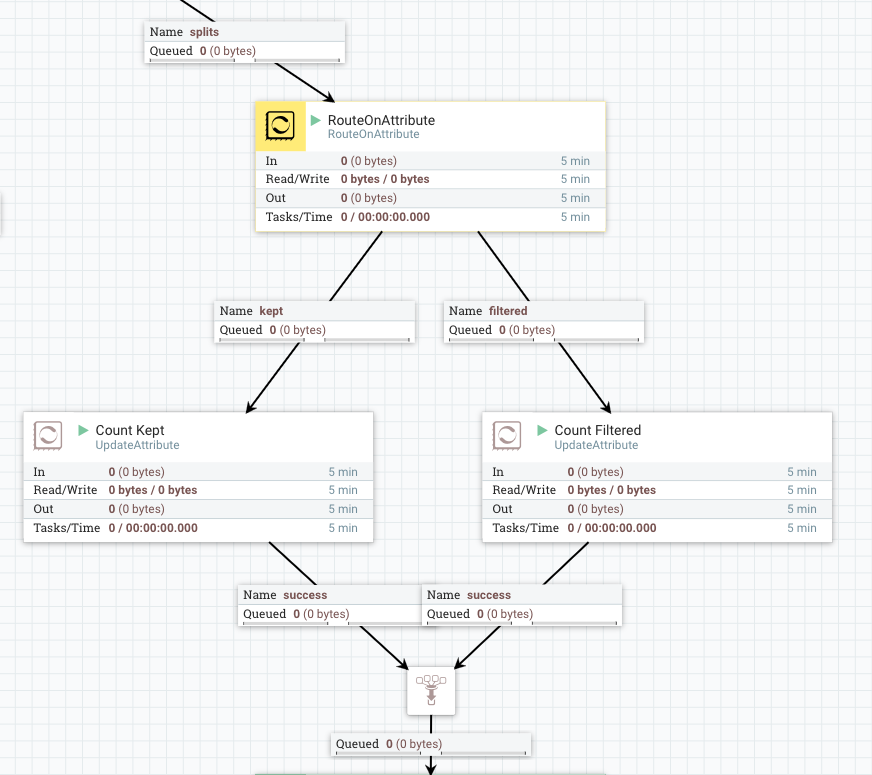 Name splits
Queued 0 (0 bytes)
RouteOnAttribute
RouteOnAttribute
In 0 (0 bytes) 5 min
Read/Write 0 bytes / 0 bytes 5 min
Out 0 (0 bytes) 5 min
Tasks/Time 0 / 00:00:00.000 5 min
Name kept
Queued 0 (0 bytes)
Name filtered
Queued 0 (0 bytes)
Count Kept
UpdateAttribute
In 0 (0 bytes) 5 min
Read/Write 0 bytes / 0 bytes 5 min
Out 0 (0 bytes) 5 min
Tasks/Time 0 / 00:00:00.000 5 min
Count Filtered
UpdateAttribute
In 0 (0 bytes) 5 min
Read/Write 0 bytes / 0 bytes 5 min
Out 0 (0 bytes) 5 min
Tasks/Time 0 / 00:00:00.000 5 min
Name success
Queued 0 (0 bytes)
Name success
Queued 0 (0 bytes)
Queued 0 (0 bytes)